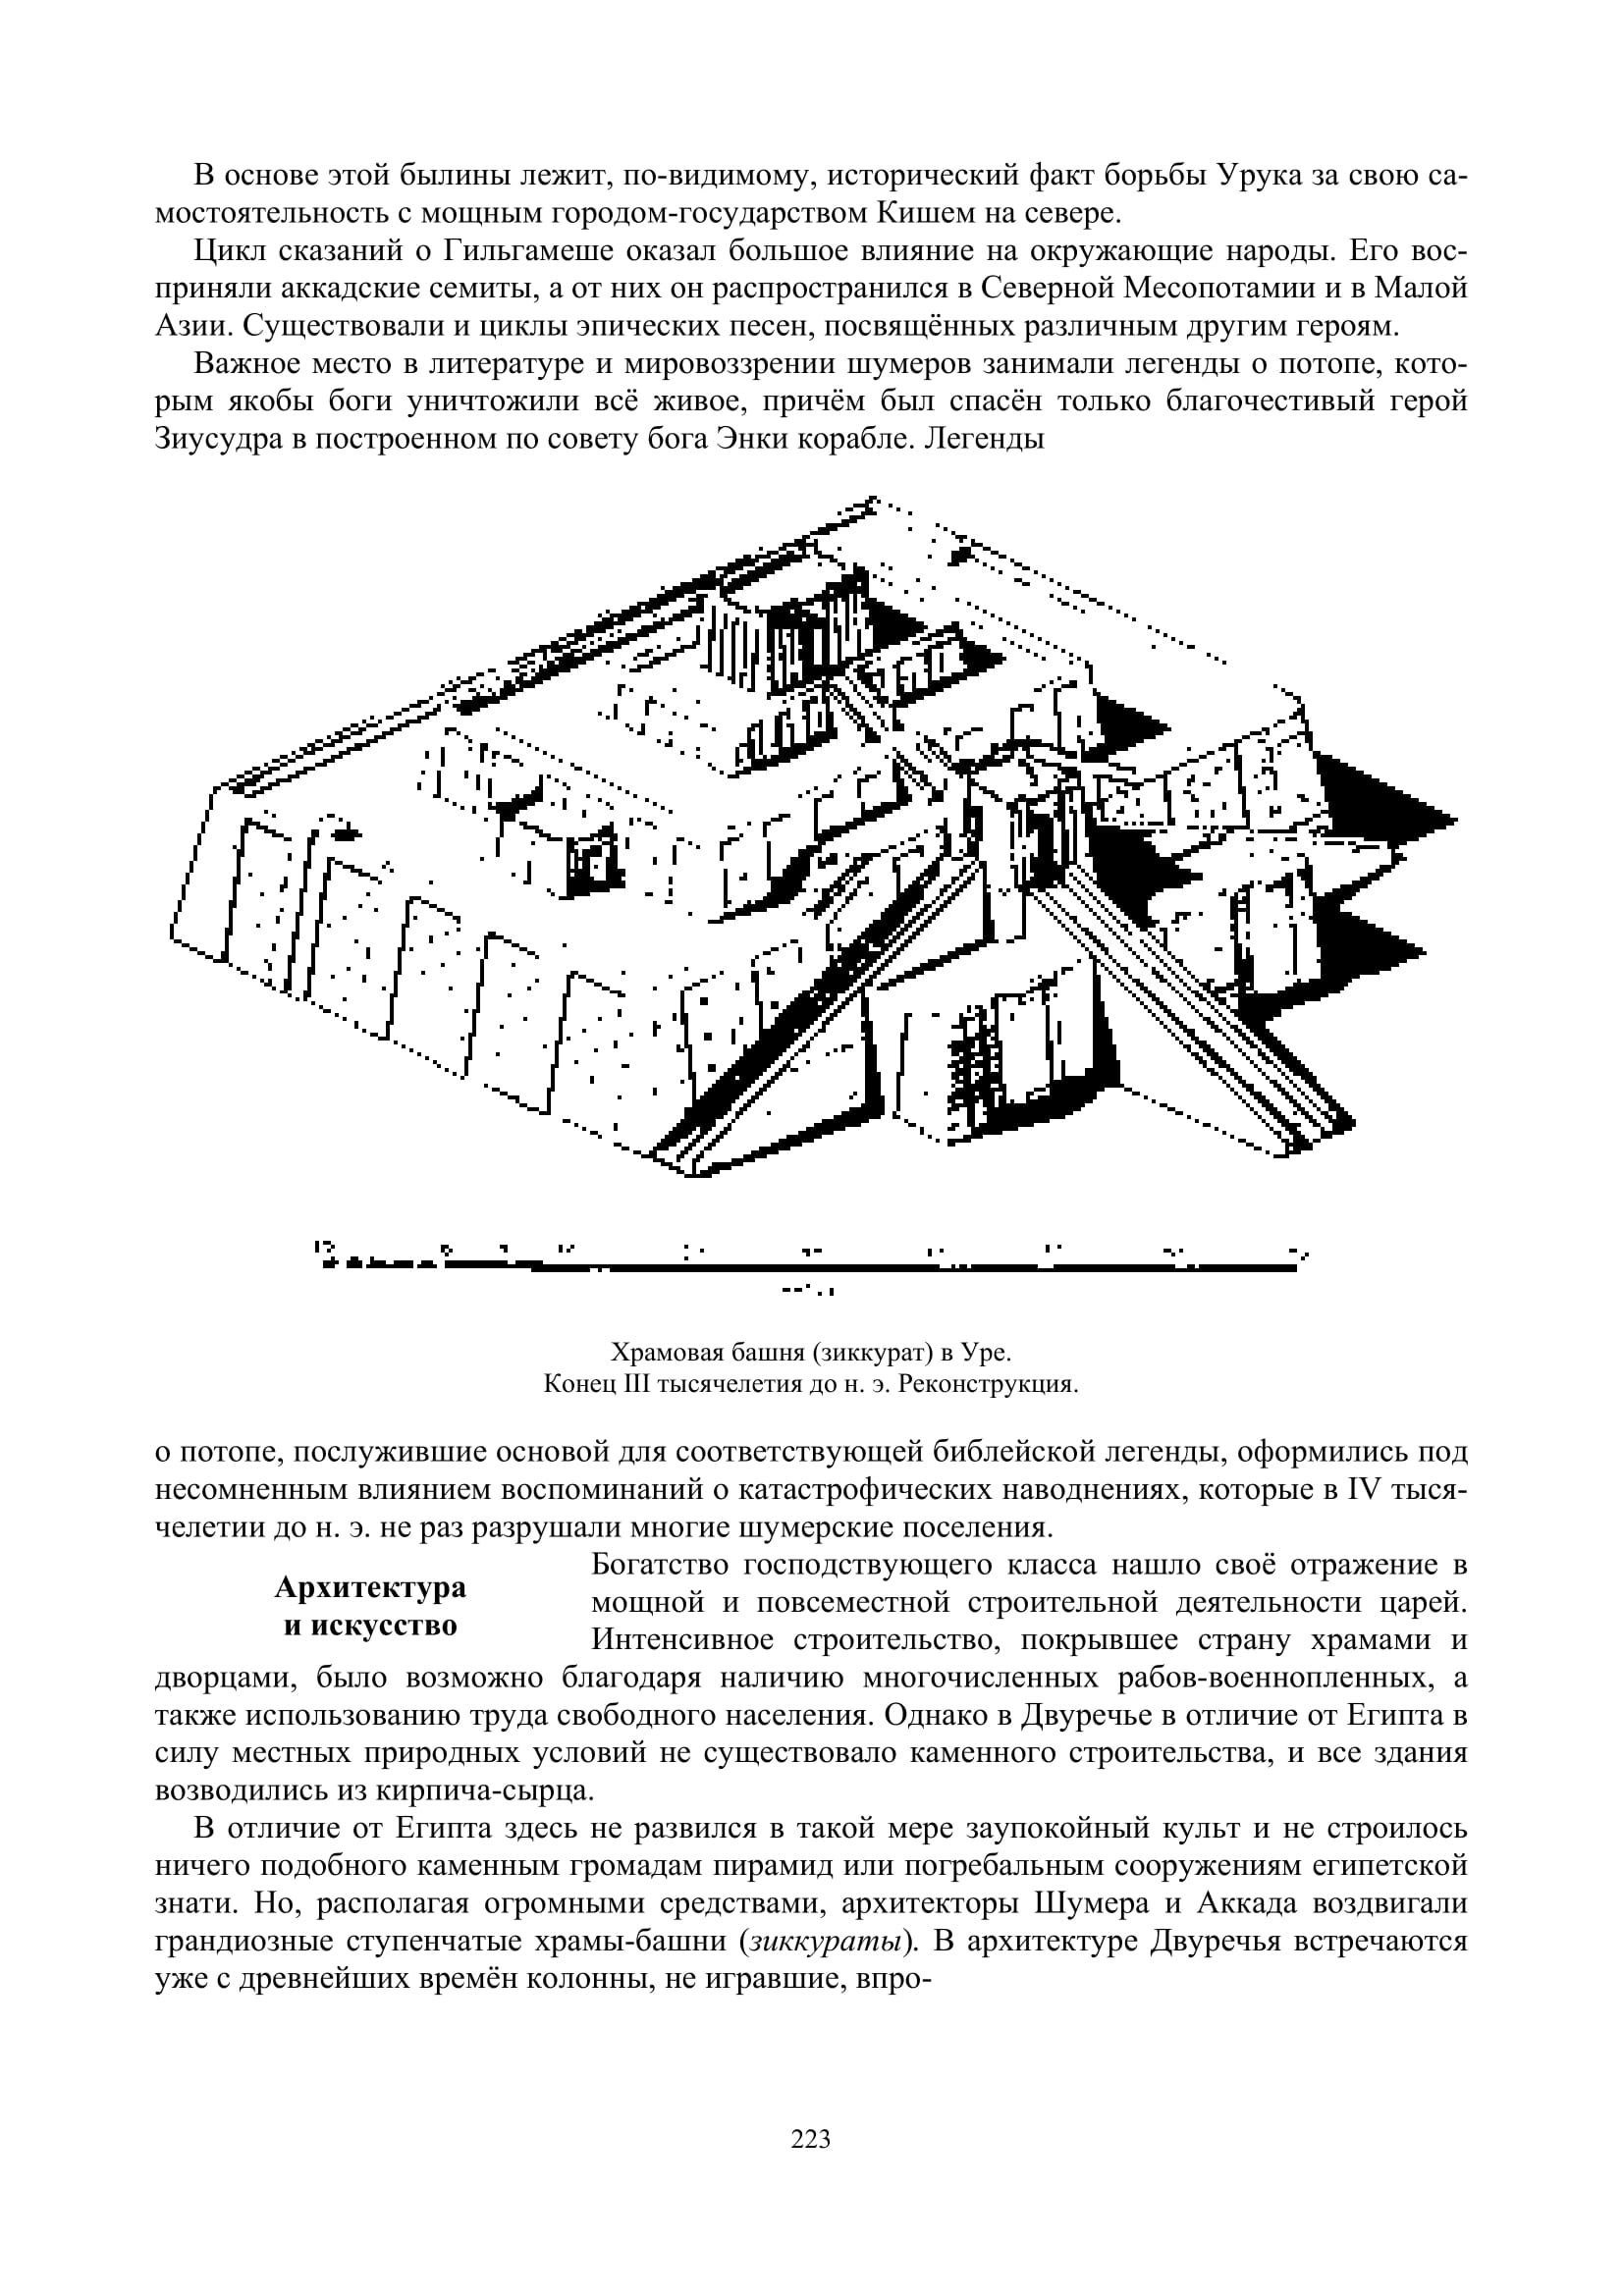 В основе этой былины лежит, по-видимому, исторический факт борьбы Урука за свою са-
мостоятельность с мощным городом-государством Кишем на севере.
Цикл сказаний о Гильгамеше оказал большое влияние на окружающие народы. Его вос-
приняли аккадские семиты, а от них он распространился в Северной Месопотамии и в Малой
Азии. Существовали и циклы эпических песен, посвящённых различным другим героям.
Важное место в литературе и мировоззрении шумеров занимали легенды о потопе, кото-
рым якобы боги уничтожили всё живое, причём был спасён только благочестивый герой
Зиусудра в построенном по совету бога Энки корабле. Легенды
Храмовая башня (зиккурат) в Уре.
Конец III тысячелетия до н. э. Реконструкция.
о потопе, послужившие основой для соответствующей библейской легенды, оформились под
несомненным влиянием воспоминаний о катастрофических наводнениях, которые в IV тыся-
челетии до н. э. не раз разрушали многие шумерские поселения.
Архитектура
и искусство
Богатство господствующего класса нашло своё отражение в
мощной и повсеместной строительной деятельности царей.
Интенсивное строительство, покрывшее страну храмами и
дворцами, было возможно благодаря наличию многочисленных рабов-военнопленных, а
также использованию труда свободного населения. Однако в Двуречье в отличие от Египта в
силу местных природных условий не существовало каменного строительства, и все здания
возводились из кирпича-сырца.
В отличие от Египта здесь не развился в такой мере заупокойный культ и не строилось
ничего подобного каменным громадам пирамид или погребальным сооружениям египетской
знати. Но, располагая огромными средствами, архитекторы Шумера и Аккада воздвигали
грандиозные ступенчатые храмы-башни (зиккураты). В архитектуре Двуречья встречаются
уже с древнейших времён колонны, не игравшие, впро-
223